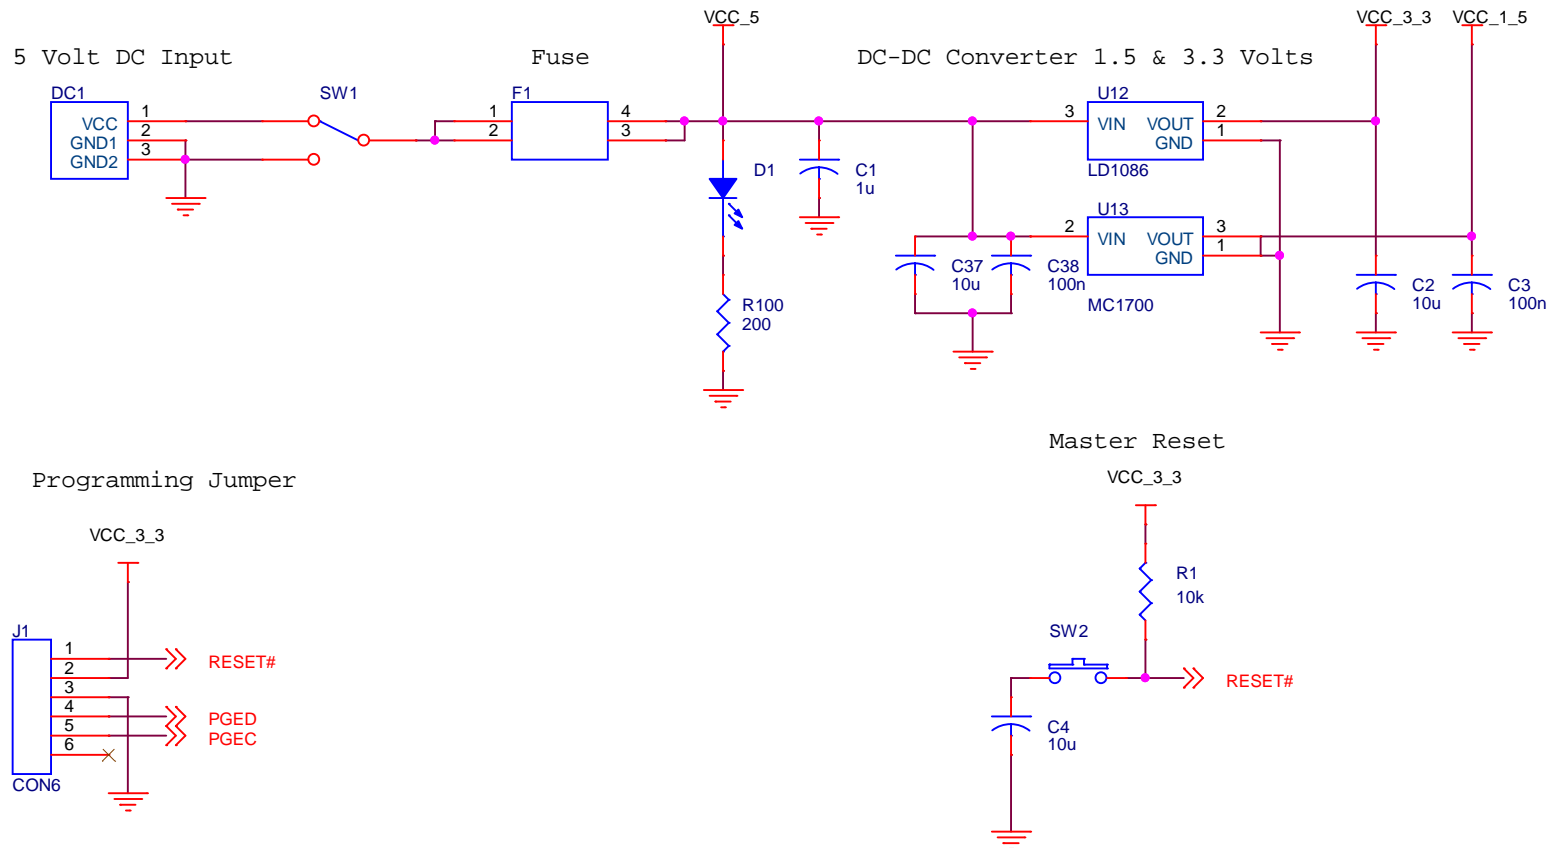 VCC_5
VCC_3_3
VCC_1_5
5 Volt DC Input
Fuse
DC-DC Converter 1.5 & 3.3 Volts
DC1
VCC
GND1
GND2
1
2
3
SW1
F1
1
2
4
3
D1
C1
1u
U12
3
VIN
VOUT
GND
2
1
LD1086
U13
2
VIN
VOUT
GND
3
1
MC1700
C37
10u
C38
100n
C2
10u
C3
100n
R100
200
Master Reset
VCC_3_3
R1
10k
SW2
RESET#
C4
10u
Programming Jumper
VCC_3_3
J1
1
2
3
4
5
6
RESET#
PGED
PGEC
CON6